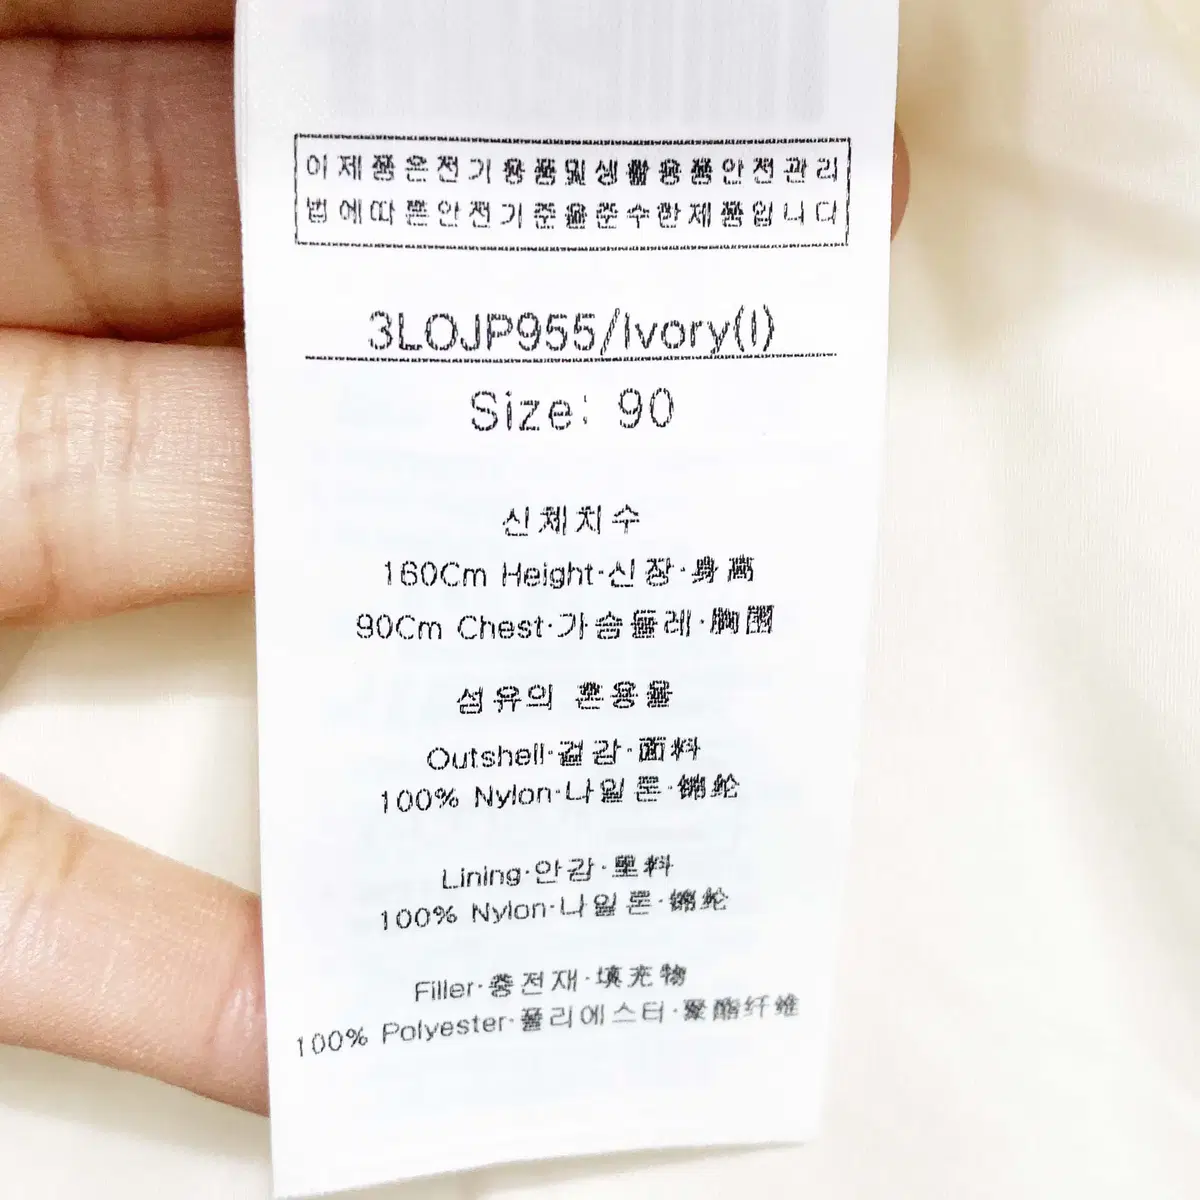 이제품은전기용품및생활용품안전관리
법에따른안전기준을준수한제품입니다
3LOJP955/Ivory(I)
Size: 90
신체치수
160Cm Height·신장·身高
90Cm Chest·가슴둘레·胸围
섬유의 혼용율
Outshell·겉감·面料
100% Nylon·나일론·锦纶
Lining·안감·里料
100% Nylon·나일론·锦纶
Filler·충전재·填充物
100% Polyester·폴리에스터·聚酯纤维